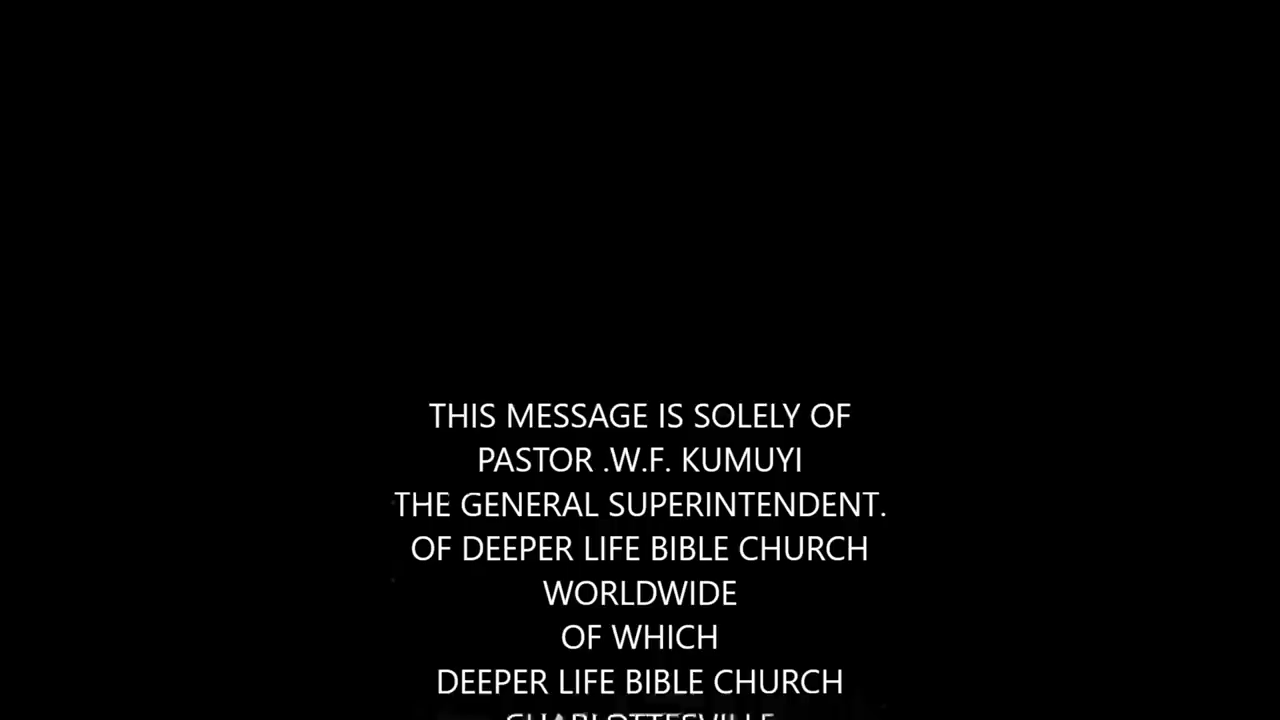 THIS MESSAGE IS SOLELY OF
PASTOR .W.F. KUMUYI
THE GENERAL SUPERINTENDENT.
OF DEEPER LIFE BIBLE CHURCH
WORLDWIDE
OF WHICH
DEEPER LIFE BIBLE CHURCH
CHARLOTTESVILLE